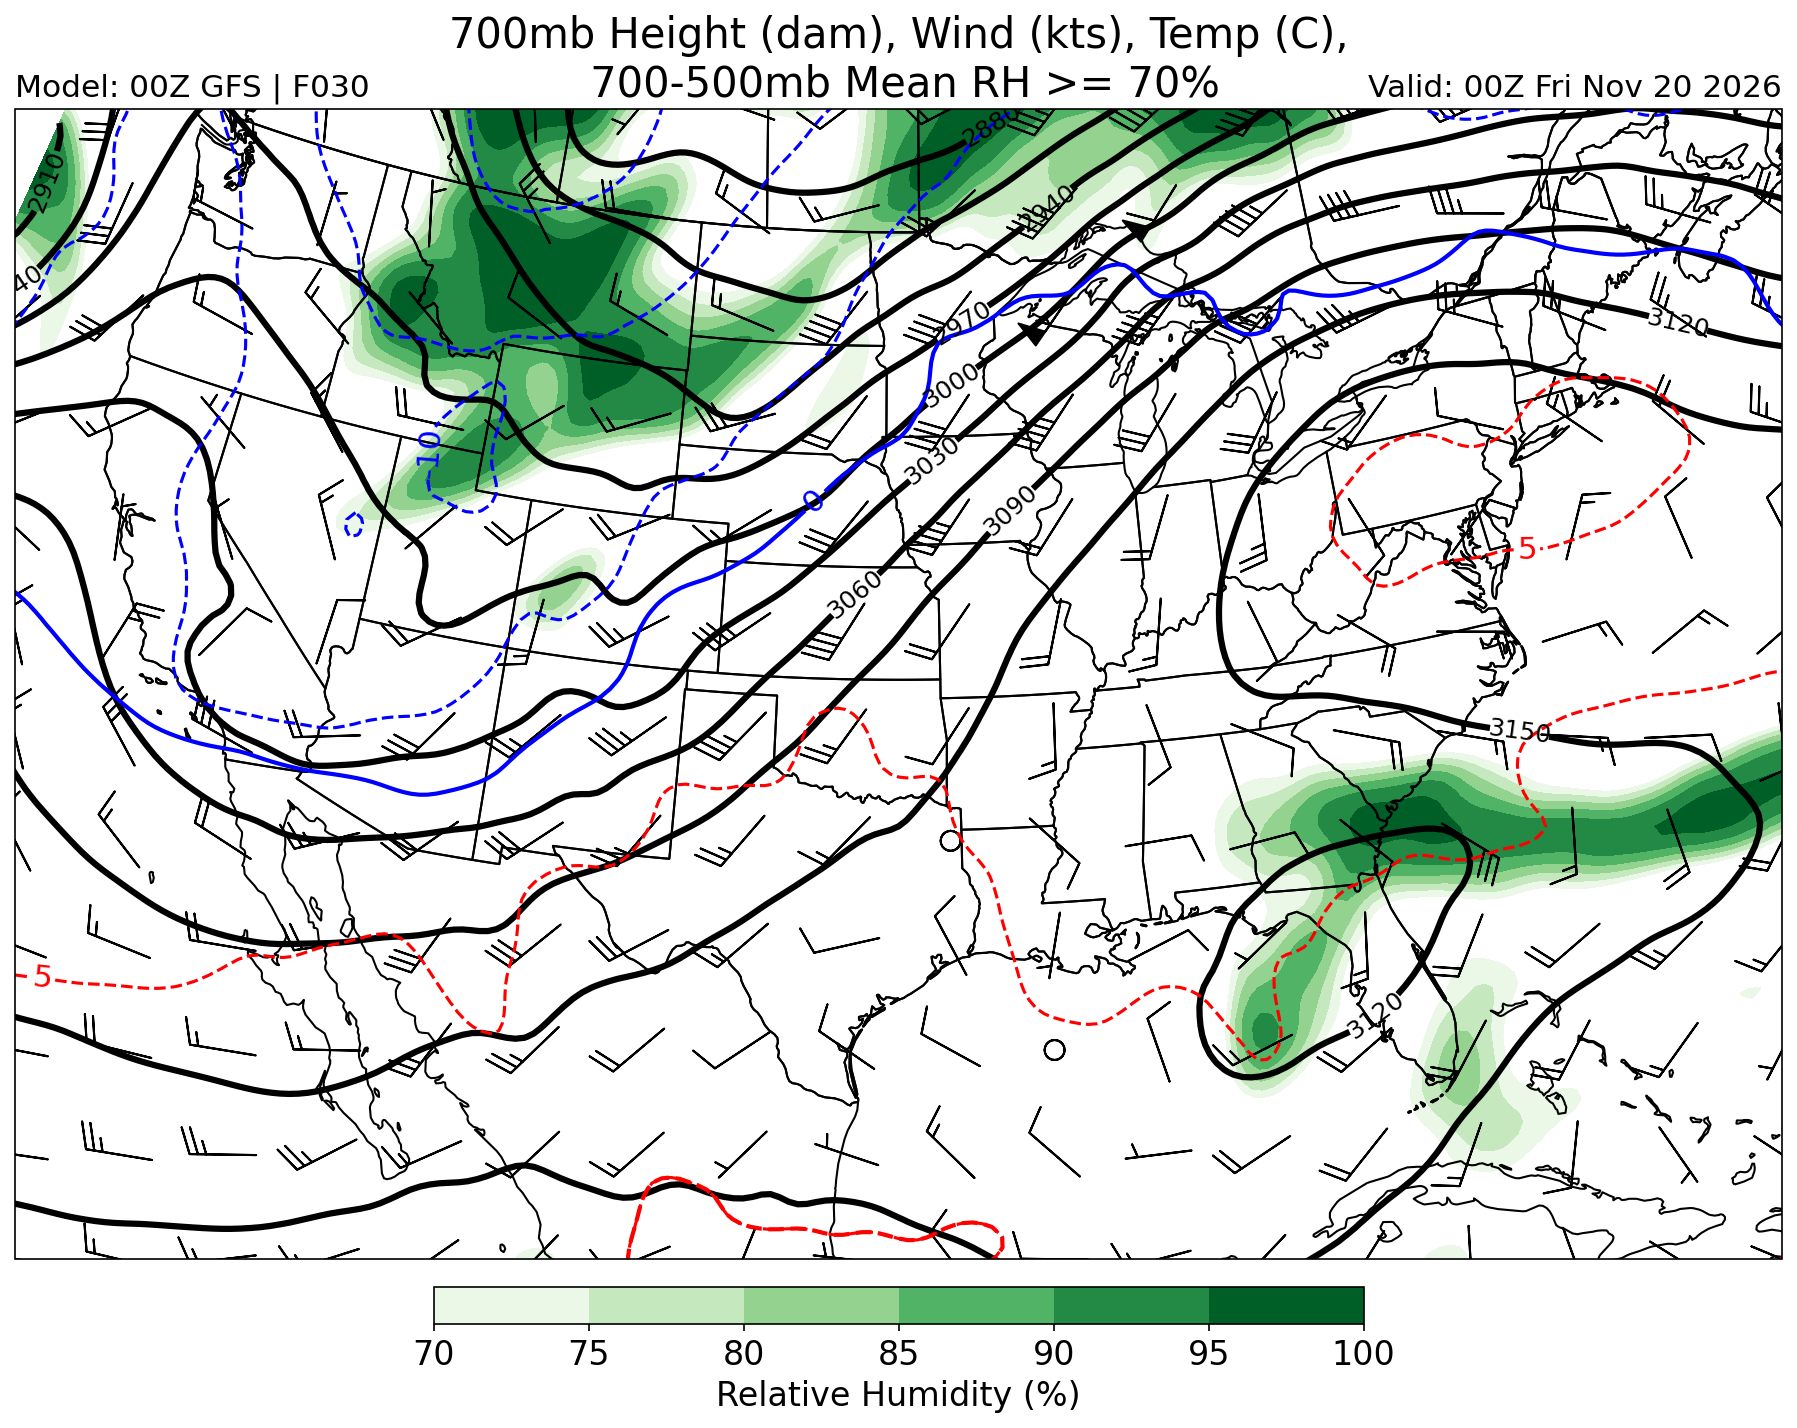 700mb Height (dam), Wind (kts), Temp (C),
700-500mb Mean RH >= 70%
Model: 00Z GFS | F030
Valid: 00Z Fri Nov 20 2026
2880
2910
2940
40
2970
3120
3000
10
3030
0
3090
5
3060
3150
5
3120
70 75 80 85 90 95 100
Relative Humidity (%)